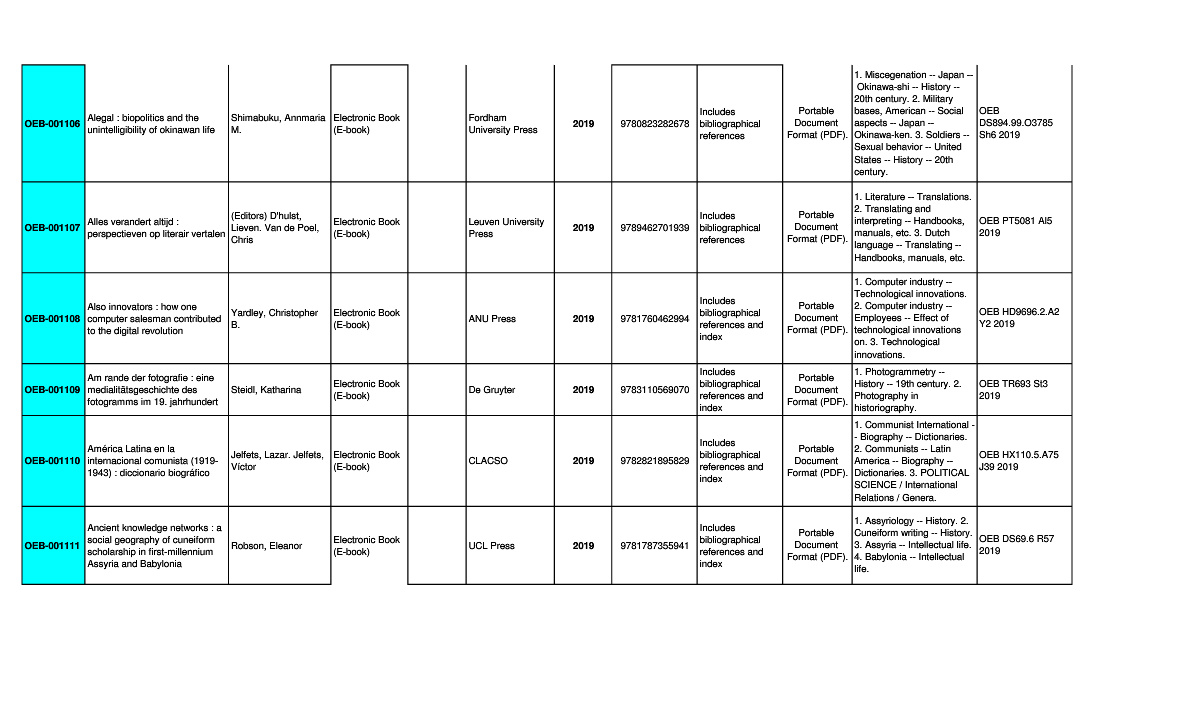 OEB-001106
Alegal : biopolitics and the
unintelligibility of okinawan life
Shimabuku, Annmaria
M.
Electronic Book
(E-book)
Fordham
University Press
2019
9780823282678
Includes
bibliographical
references
Portable
Document
Format (PDF).
1. Miscegenation -- Japan --
Okinawa-shi -- History --
20th century. 2. Military
bases, American -- Social
aspects -- Japan --
Okinawa-ken. 3. Soldiers --
Sexual behavior -- United
States -- History -- 20th
century.
OEB
DS894.99.O3785
Sh6 2019
OEB-001107
Alles verandert altijd :
perspectieven op literair vertalen
(Editors) D'hulst,
Lieven. Van de Poel,
Chris
Electronic Book
(E-book)
Leuven University
Press
2019
9789462701939
Includes
bibliographical
references
Portable
Document
Format (PDF).
1. Literature -- Translations.
2. Translating and
interpreting -- Handbooks,
manuals, etc. 3. Dutch
language -- Translating --
Handbooks, manuals, etc.
OEB PT5081 Al5
2019
OEB-001108
Also innovators : how one
computer salesman contributed
to the digital revolution
Yardley, Christopher
B.
Electronic Book
(E-book)
ANU Press
2019
9781760462994
Includes
bibliographical
references and
index
Portable
Document
Format (PDF).
1. Computer industry --
Technological innovations.
2. Computer industry --
Employees -- Effect of
technological innovations
on. 3. Technological
innovations.
OEB HD9696.2.A2
Y2 2019
OEB-001109
Am rande der fotografie : eine
medialitätsgeschichte des
fotogramms im 19. jahrhundert
Steidl, Katharina
Electronic Book
(E-book)
De Gruyter
2019
9783110569070
Includes
bibliographical
references and
index
Portable
Document
Format (PDF).
1. Photogrammetry --
History -- 19th century. 2.
Photography in
historiography.
OEB TR693 St3
2019
OEB-001110
América Latina en la
internacional comunista (1919-
1943) : diccionario biográfico
Jelfets, Lazar. Jelfets,
Víctor
Electronic Book
(E-book)
CLACSO
2019
9782821895829
Includes
bibliographical
references and
index
Portable
Document
Format (PDF).
1. Communist International -
- Biography -- Dictionaries.
2. Communists -- Latin
America -- Biography --
Dictionaries. 3. POLITICAL
SCIENCE / International
Relations / Genera.
OEB HX110.5.A75
J39 2019
OEB-001111
Ancient knowledge networks : a
social geography of cuneiform
scholarship in first-millennium
Assyria and Babylonia
Robson, Eleanor
Electronic Book
(E-book)
UCL Press
2019
9781787355941
Includes
bibliographical
references and
index
Portable
Document
Format (PDF).
1. Assyriology -- History. 2.
Cuneiform writing -- History.
3. Assyria -- Intellectual life.
4. Babylonia -- Intellectual
life.
OEB DS69.6 R57
2019